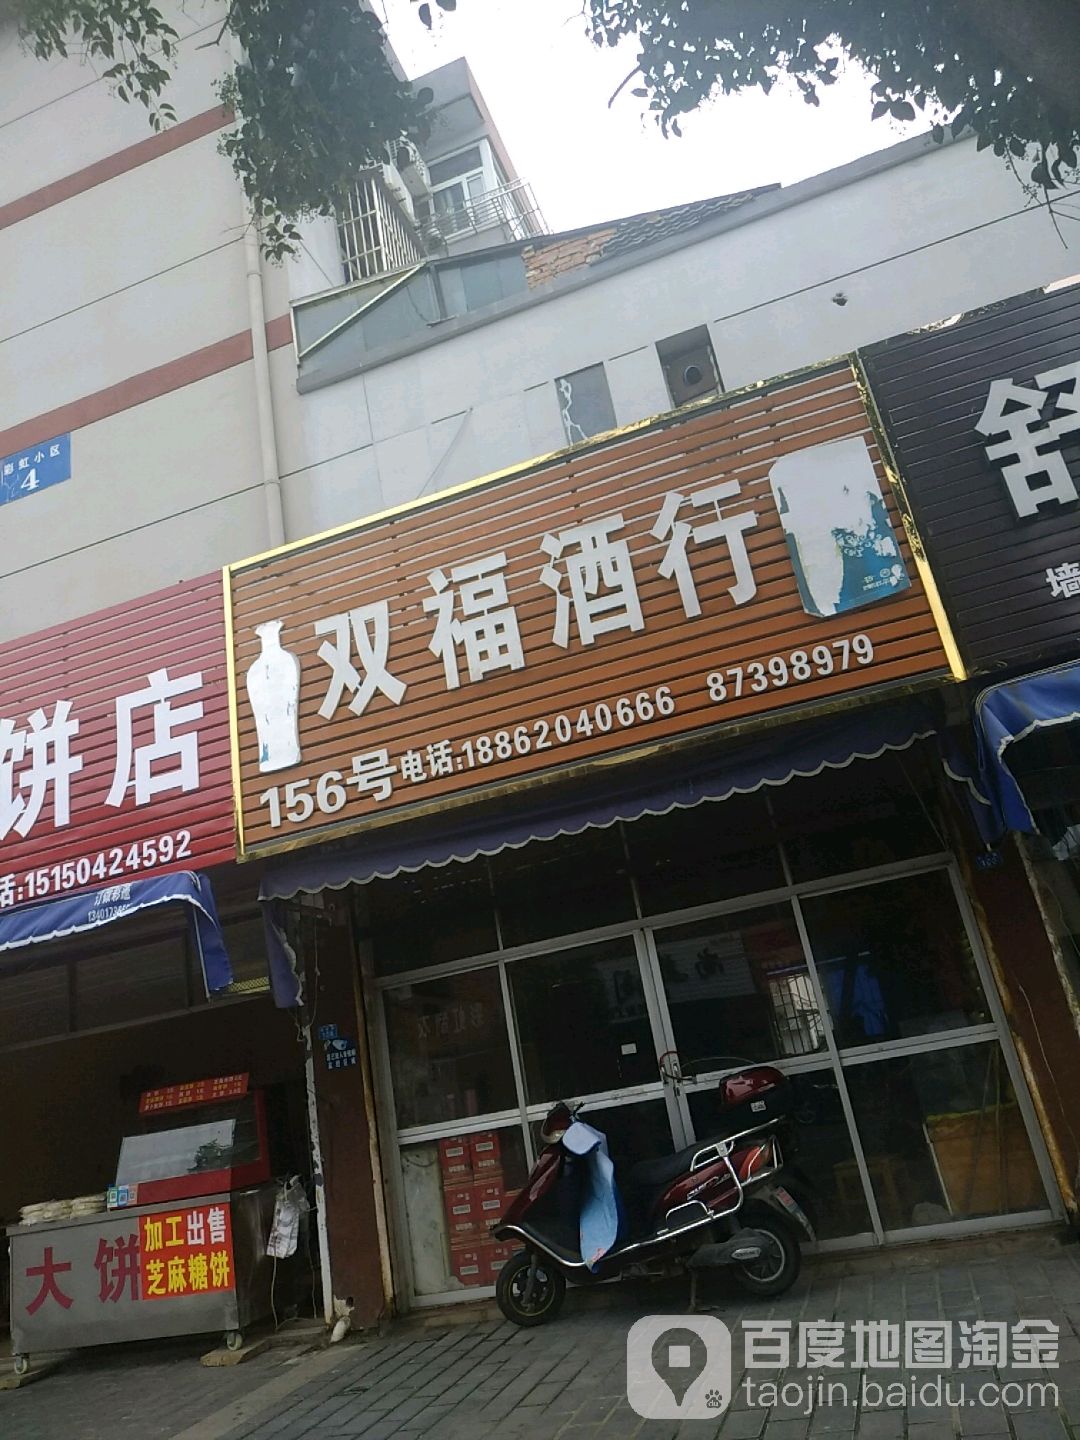 彩虹小区
4
双福酒行
156号 电话:18862040666 87398979
饼店
话:15150424592
舒
墙
大饼
加工出售
芝麻糖饼
百度地图淘金
taojin.baidu.com